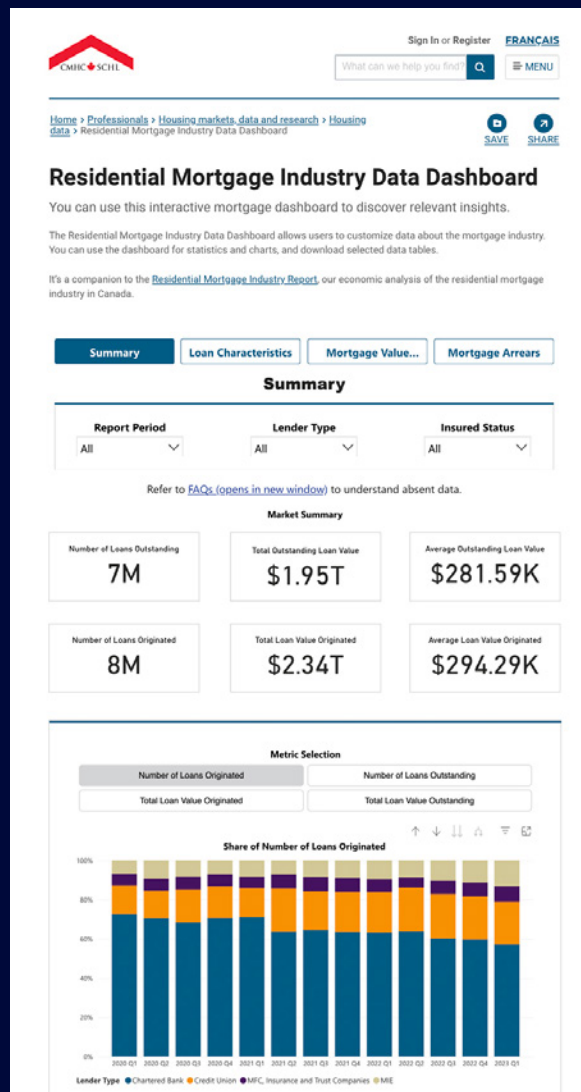 Sign In or Register FRANÇAIS
CMHC SCHL
What can we help you find?
MENU
Home > Professionals > Housing markets, data and research > Housing
data > Residential Mortgage Industry Data Dashboard
SAVE SHARE
Residential Mortgage Industry Data Dashboard
You can use this interactive mortgage dashboard to discover relevant insights.
The Residential Mortgage Industry Data Dashboard allows users to customize data about the mortgage industry.
You can use the dashboard for statistics and charts, and download selected data tables.
It's a companion to the Residential Mortgage Industry Report, our economic analysis of the residential mortgage
industry in Canada.
Summary Loan Characteristics Mortgage Value... Mortgage Arrears
Summary
Report Period Lender Type Insured Status
All All All
Refer to FAQs (opens in new window) to understand absent data.
Market Summary
Number of Loans Outstanding Total Outstanding Loan Value Average Outstanding Loan Value
7M $1.95T $281.59K
Number of Loans Originated Total Loan Value Originated Average Loan Value Originated
8M $2.34T $294.29K
Metric Selection
Number of Loans Originated Number of Loans Outstanding
Total Loan Value Originated Total Loan Value Outstanding
Share of Number of Loans Originated
100%
80%
60%
40%
20%
0%
2020 Q1 2020 Q2 2020 Q3 2020 Q4 2021 Q1 2021 Q2 2021 Q3 2021 Q4 2022 Q1 2022 Q2 2022 Q3 2022 Q4 2023 Q1
Lender Type Chartered Bank Credit Union MFC, Insurance and Trust Companies MIE